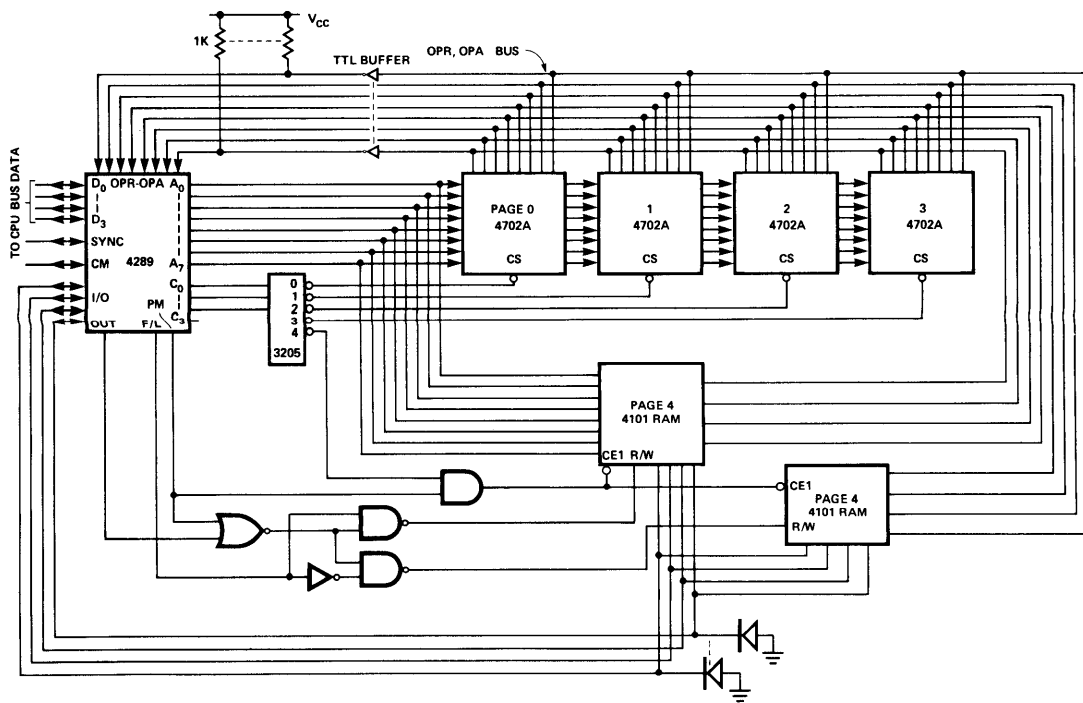 V_CC
1K
TTL BUFFER
OPR, OPA BUS
TO CPU BUS DATA
D0 OPR-OPA A0
D3
SYNC
4289
CM
A7
C0
I/O
PM
C3
OUT
F/L
0
1
2
3
4
3205
PAGE 0
4702A
CS
1
4702A
CS
2
4702A
CS
3
4702A
CS
PAGE 4
4101 RAM
CE1 R/W
CE1
PAGE 4
4101 RAM
R/W